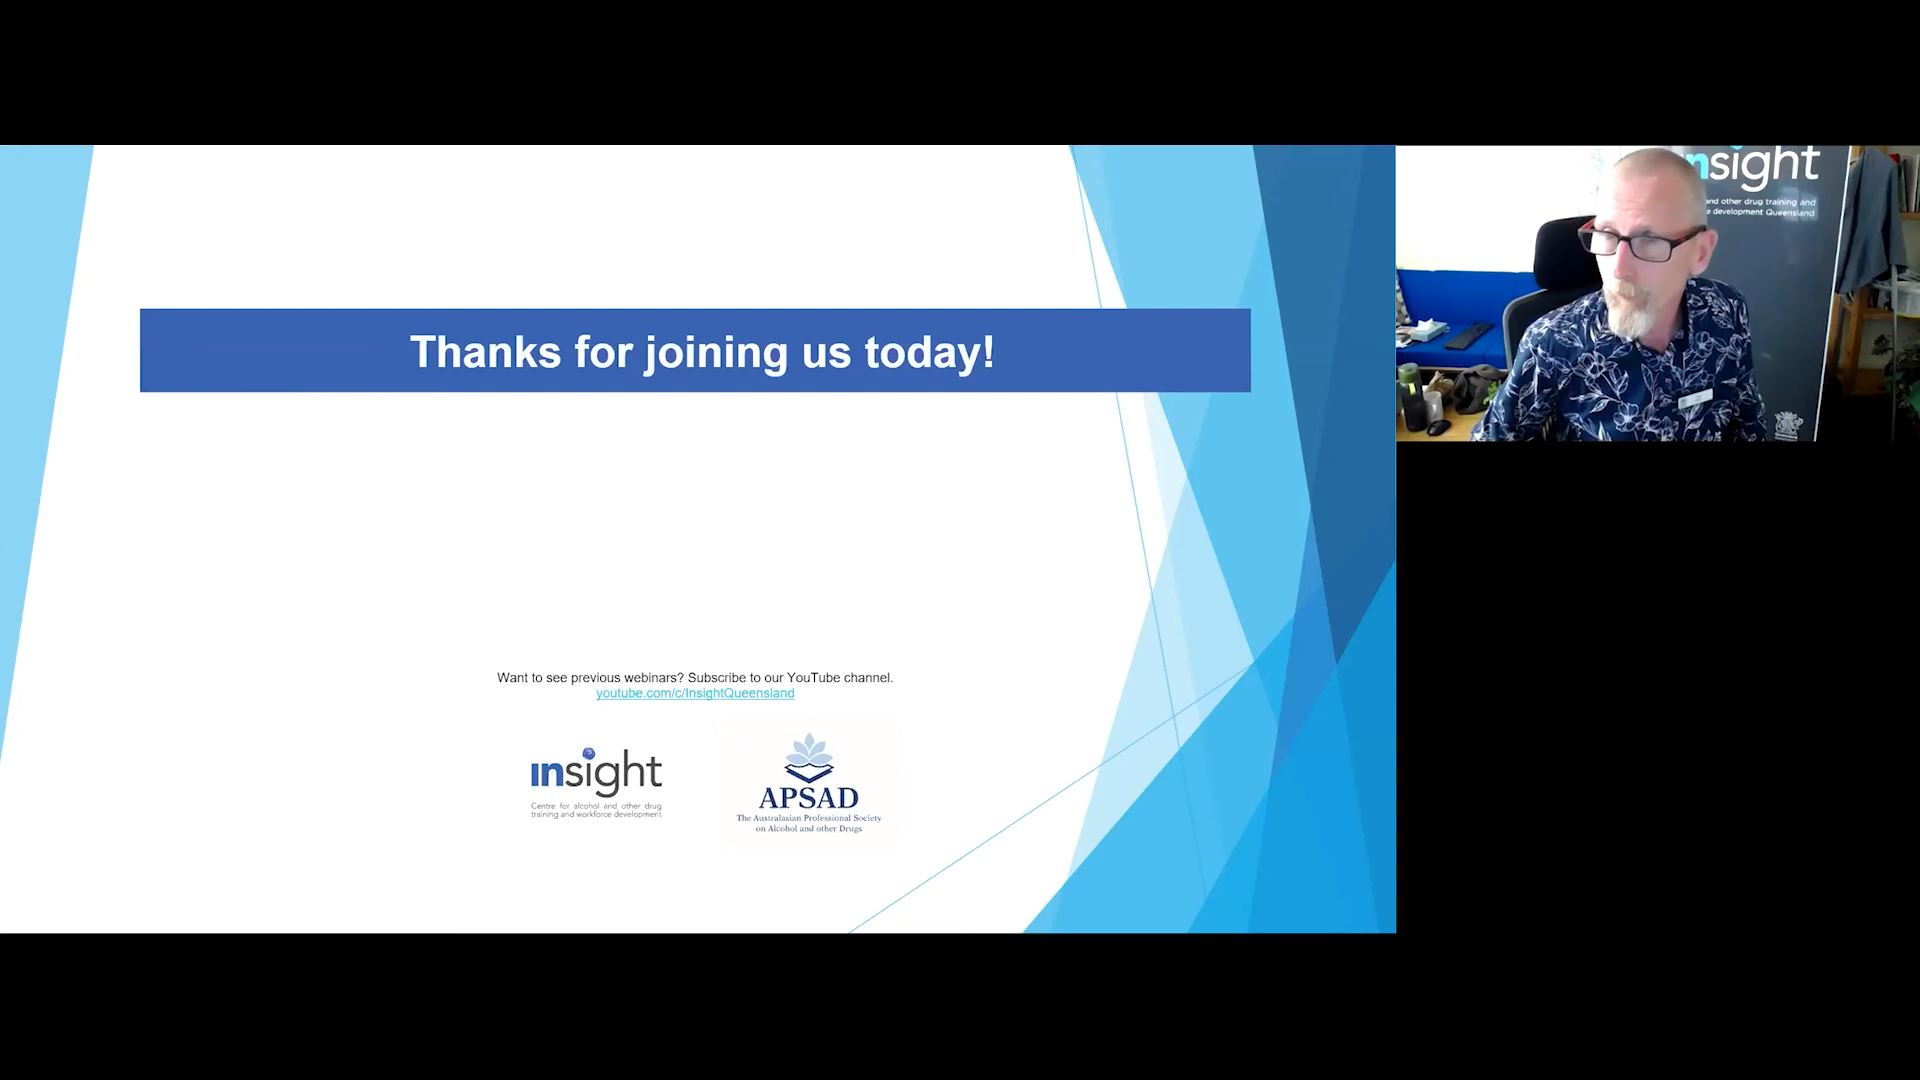 Thanks for joining us today!
Want to see previous webinars? Subscribe to our YouTube channel.
youtube.com/c/InsightQueensland
insight
Centre for alcohol and other drug
training and workforce development
APSAD
The Australasian Professional Society
on Alcohol and other Drugs
insight
and other drug training and
development Queensland